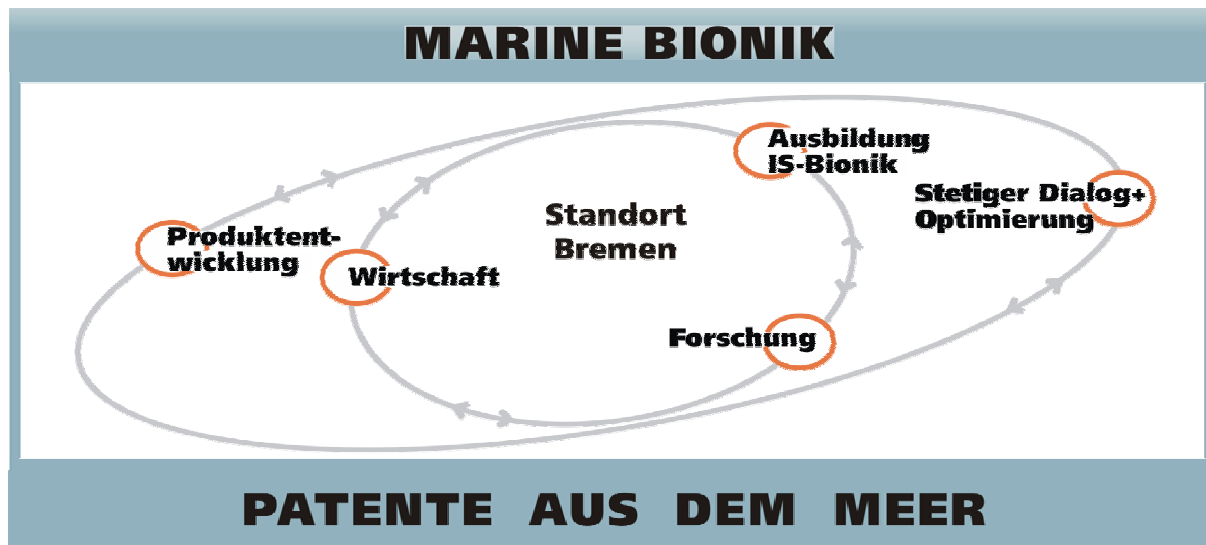 MARINE BIONIK
Ausbildung
IS-Bionik
Stetiger Dialog+
Optimierung
Standort
Bremen
Produktent-
wicklung
Wirtschaft
Forschung
PATENTE AUS DEM MEER